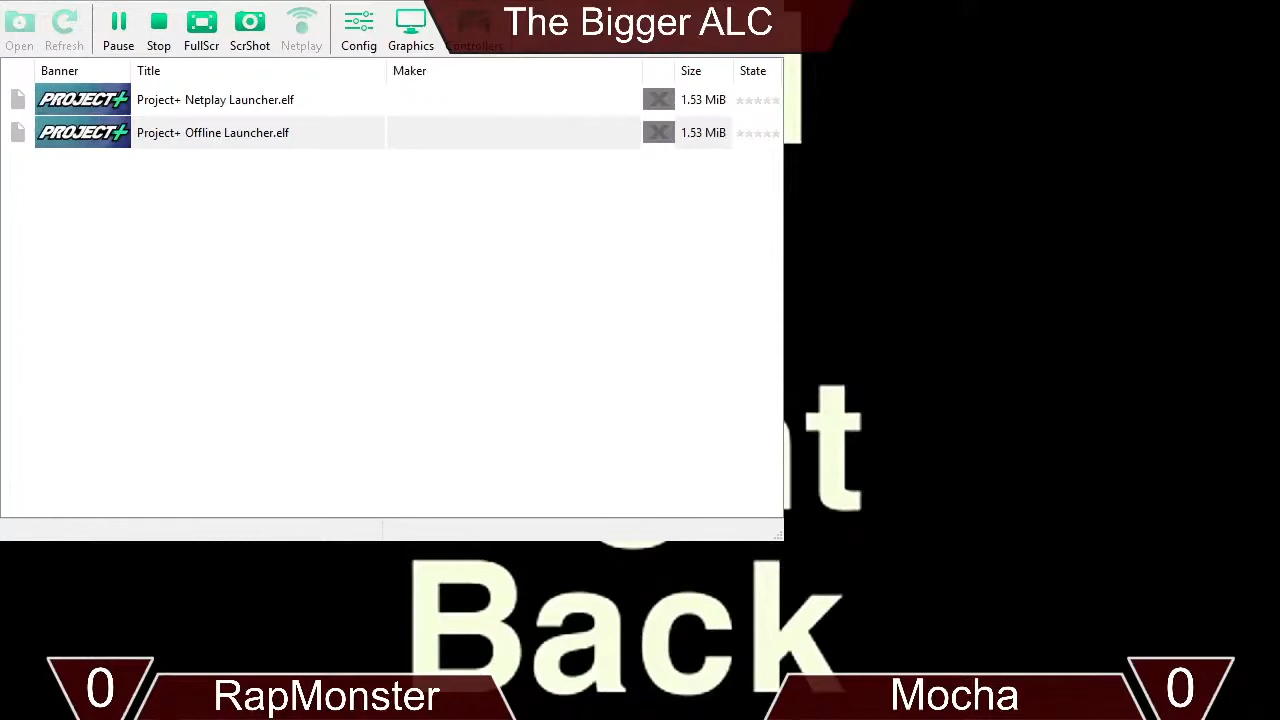 The Bigger ALC
Open Refresh Pause Stop FullScr ScrShot Netplay Config Graphics Controllers
Banner Title Maker Size State
PROJECT+ Project+ Netplay Launcher.elf 1.53 MiB
PROJECT+ Project+ Offline Launcher.elf 1.53 MiB
t
Back
0 RapMonster Mocha 0